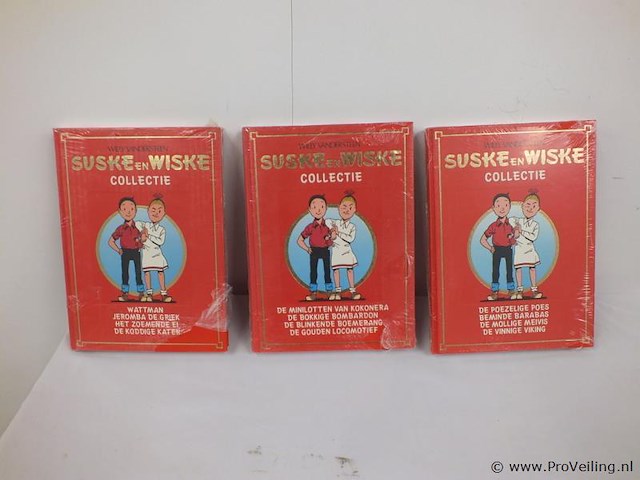 WILLY VANDERSTEEN
SUSKE EN WISKE
COLLECTIE
WATTMAN
JEROMBA DE GRIEK
HET ZOEMENDE EI
DE KODDIGE KATER
WILLY VANDERSTEEN
SUSKE EN WISKE
COLLECTIE
DE MINILOTTEN VAN KOKONERA
DE BOKKIGE BOMBARDON
DE BLINKENDE BOEMERANG
DE GOUDEN LOCOMOTIEF
WILLY VANDERSTEEN
SUSKE EN WISKE
COLLECTIE
DE POEZELIGE POES
BEMINDE BARABAS
DE MOLLIGE MEIVIS
DE VINNIGE VIKING
© www.ProVeiling.nl